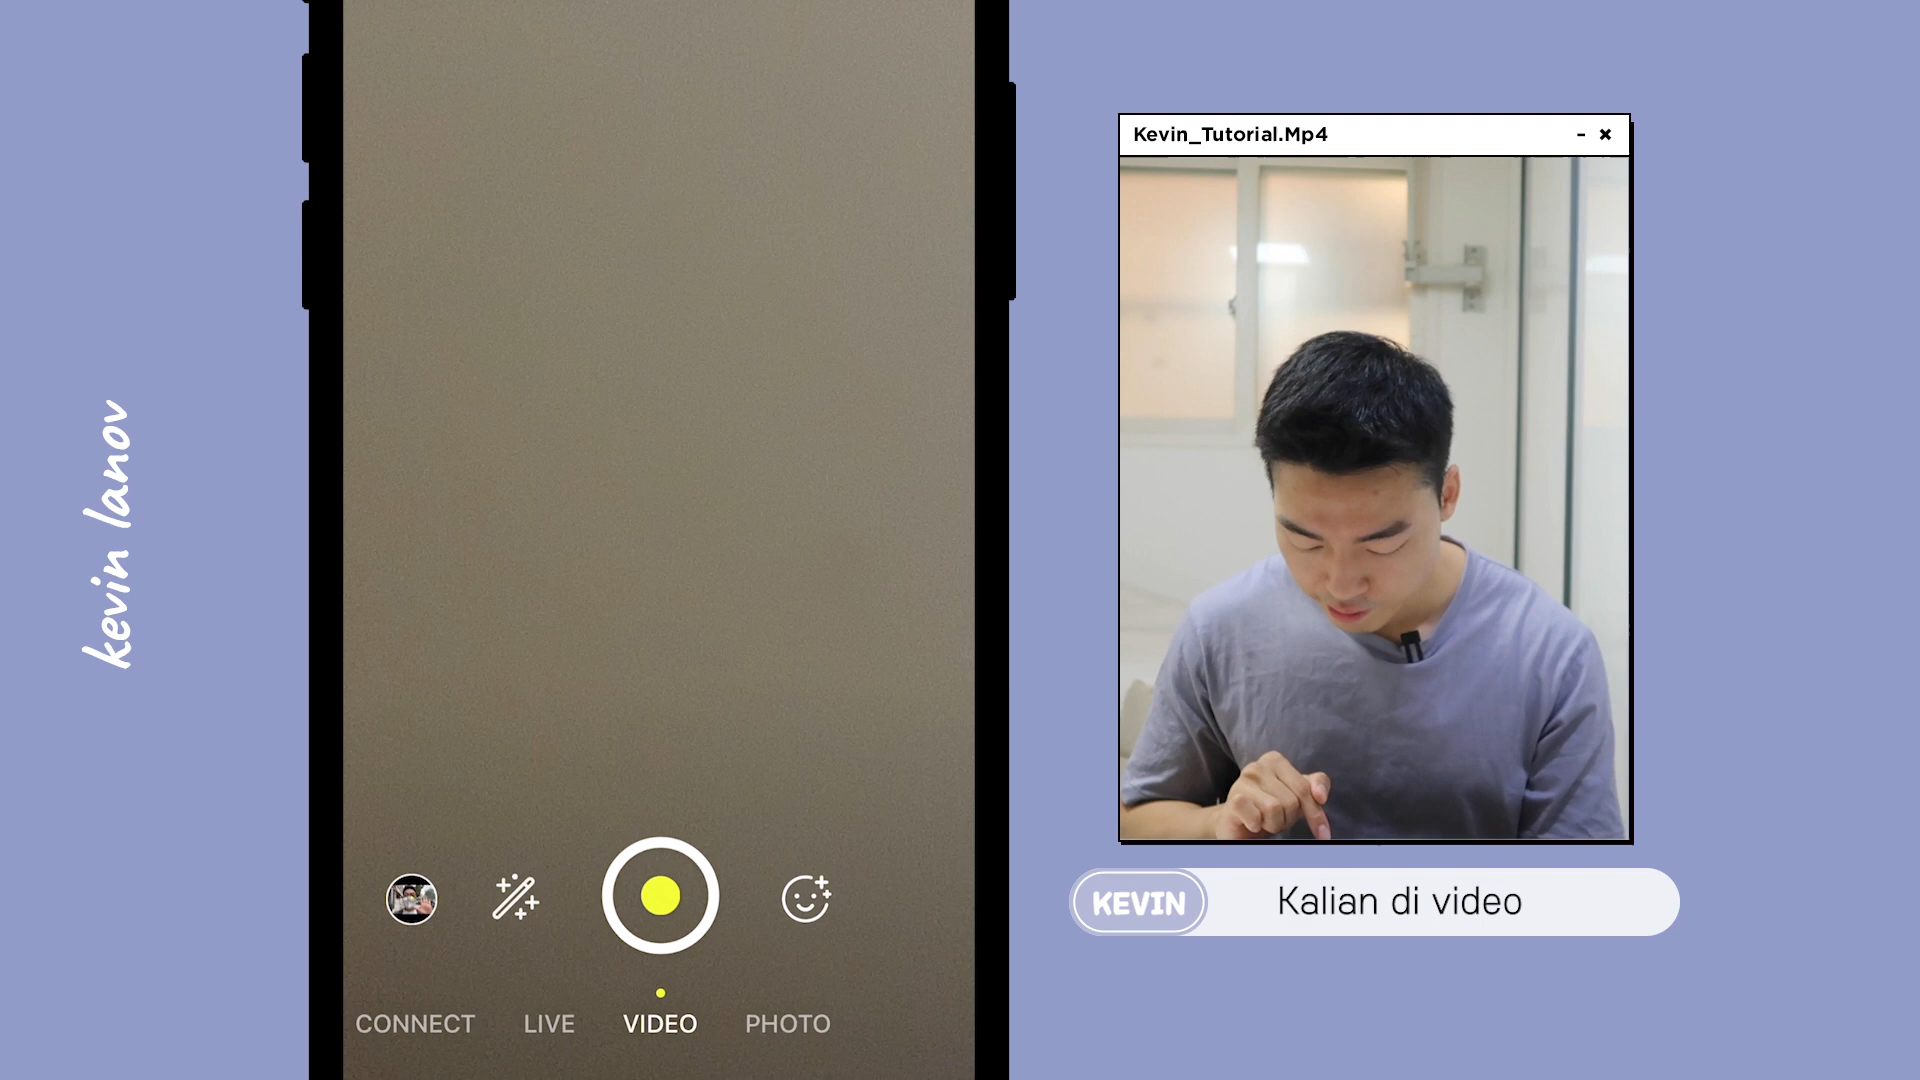 kevin lanov
CONNECT LIVE VIDEO PHOTO
Kevin_Tutorial.Mp4
KEVIN
Kalian di video